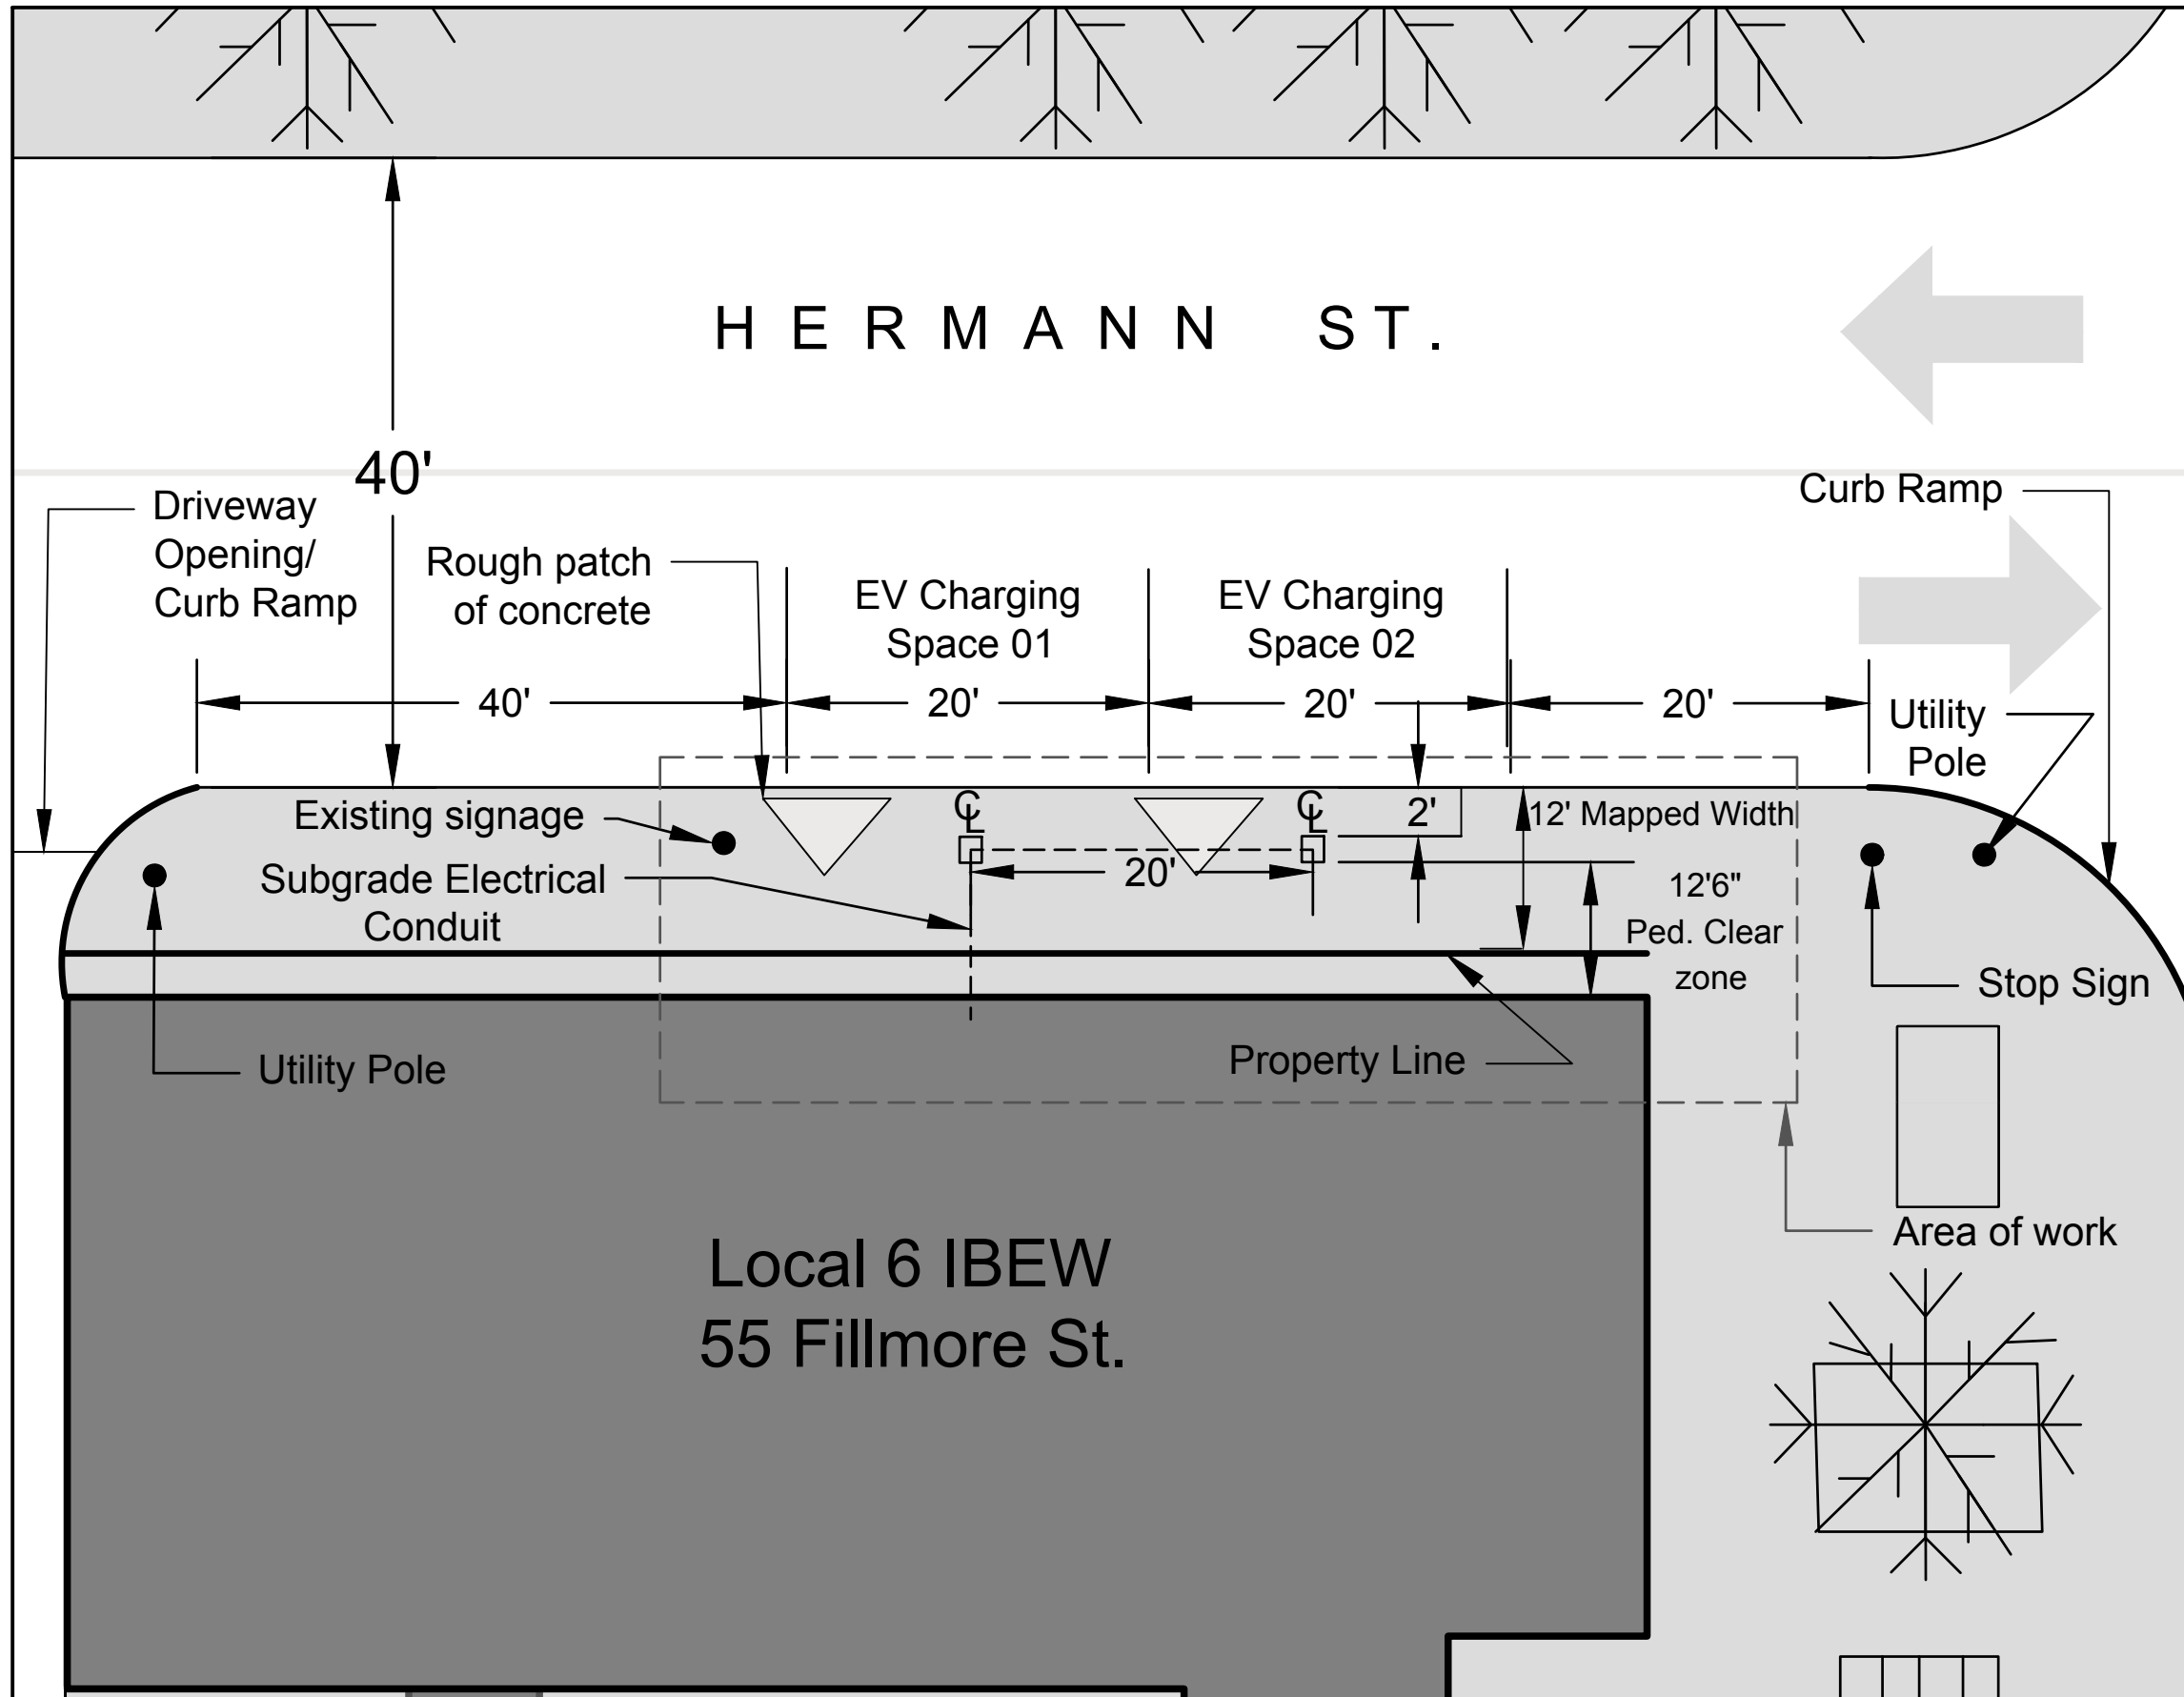 HERMANN ST.
40'
Driveway
Opening/
Curb Ramp
Rough patch
of concrete
EV Charging
Space 01
EV Charging
Space 02
Curb Ramp
40'
20'
20'
20'
Utility
Pole
Existing signage
CL
CL
2'
12' Mapped Width
Subgrade Electrical
Conduit
20'
12'6"
Ped. Clear
zone
Stop Sign
Utility Pole
Property Line
Area of work
Local 6 IBEW
55 Fillmore St.